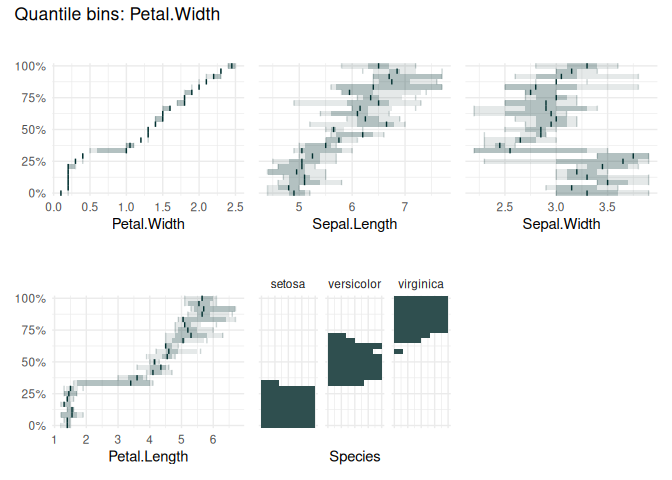 Quantile bins: Petal.Width
100%
75%
50%
25%
0%
0.0 0.5 1.0 1.5 2.0 2.5
Petal.Width
5 6 7
Sepal.Length
2.5 3.0 3.5
Sepal.Width
setosa versicolor virginica
100%
75%
50%
25%
0%
1 2 3 4 5 6
Petal.Length
Species